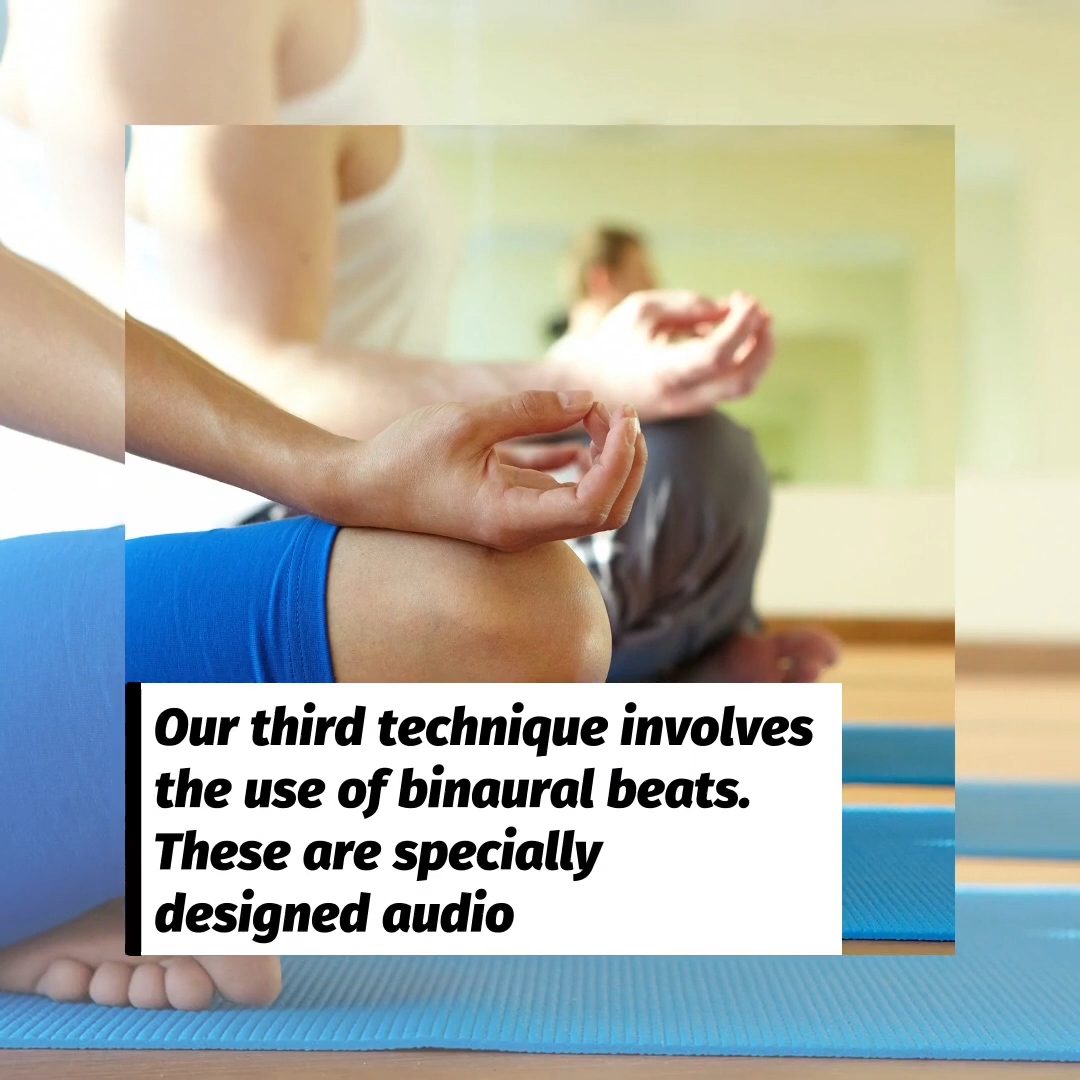 Our third technique involves
the use of binaural beats.
These are specially
designed audio